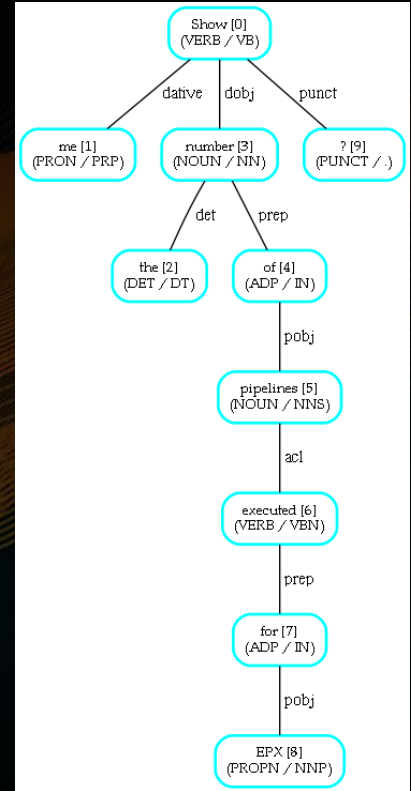 Show [0]
(VERB / VB)
dative
dobj
punct
me [1]
(PRON / PRP)
number [3]
(NOUN / NN)
? [9]
(PUNCT / .)
det
prep
the [2]
(DET / DT)
of [4]
(ADP / IN)
pobj
pipelines [5]
(NOUN / NNS)
acl
executed [6]
(VERB / VBN)
prep
for [7]
(ADP / IN)
pobj
EPX [8]
(PROPN / NNP)